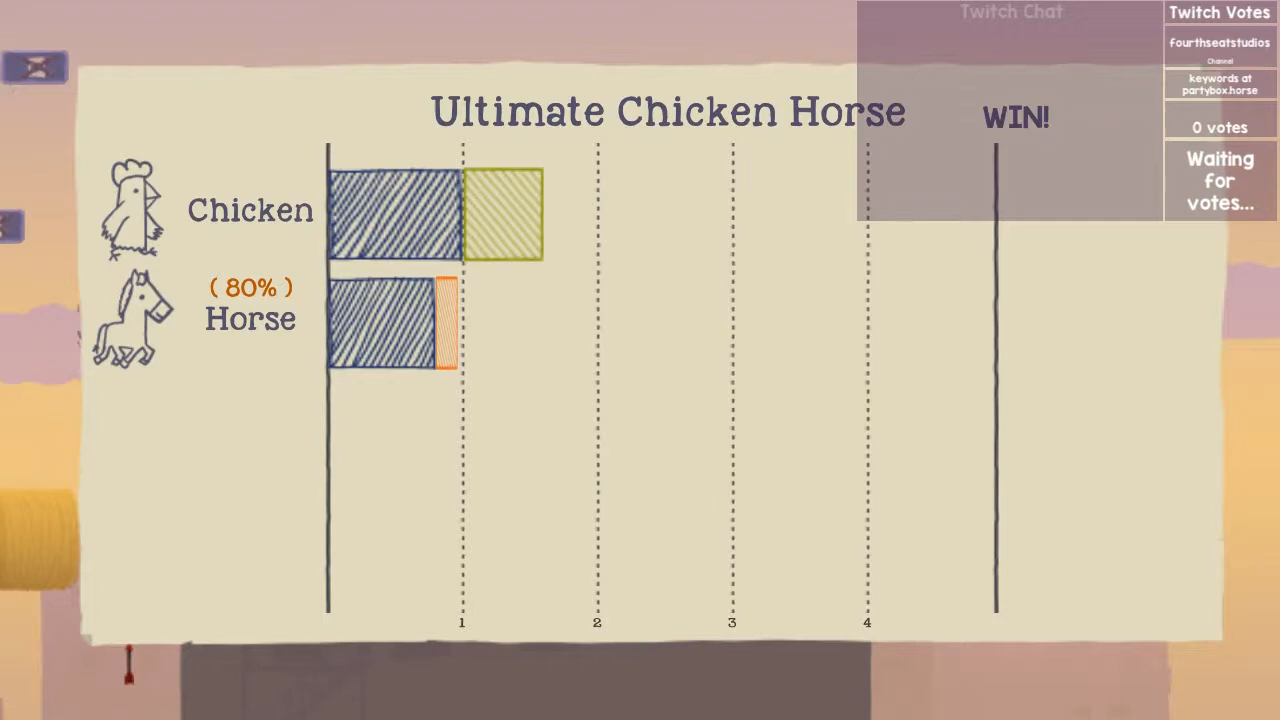 Twitch Chat
Twitch Votes
fourthseatstudios
Channel
keywords at
partybox.horse
0 votes
Waiting
for
votes...
Ultimate Chicken Horse
WIN!
Chicken
( 80% )
Horse
1 2 3 4